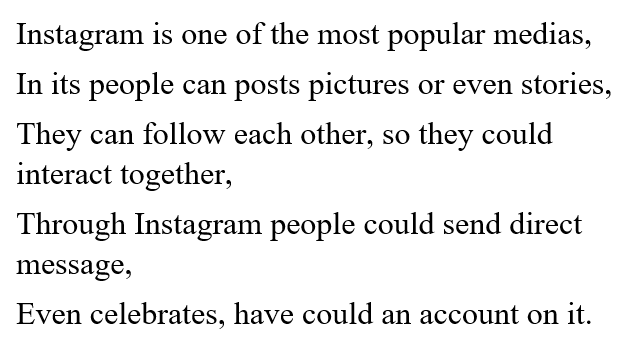 Instagram is one of the most popular medias,
In its people can posts pictures or even stories,
They can follow each other, so they could
interact together,
Through Instagram people could send direct
message,
Even celebrates, have could an account on it.